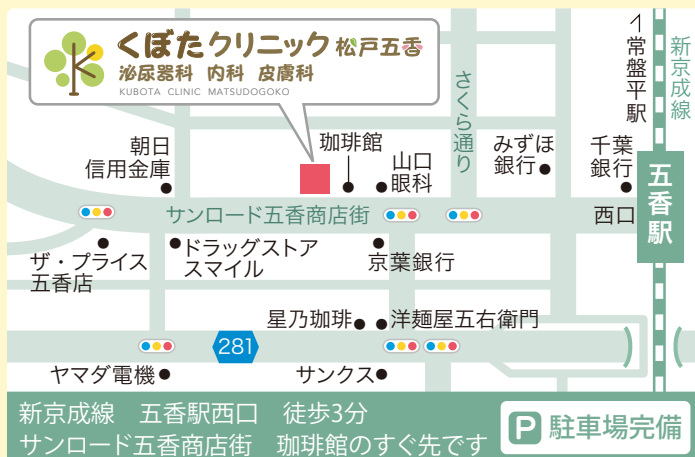 くぼたクリニック 松戸五香
泌尿器科 内科 皮膚科
KUBOTA CLINIC MATSUDOGOKO
↑常盤平駅
新京成線
さくら通り
朝日
信用金庫
珈琲館
山口
眼科
みずほ
銀行
千葉
銀行
五香駅
サンロード五香商店街
西口
ザ・プライス
五香店
ドラッグストア
スマイル
京葉銀行
星乃珈琲
洋麺屋五右衛門
281
ヤマダ電機
サンクス
新京成線 五香駅西口 徒歩3分
サンロード五香商店街 珈琲館のすぐ先です
P 駐車場完備